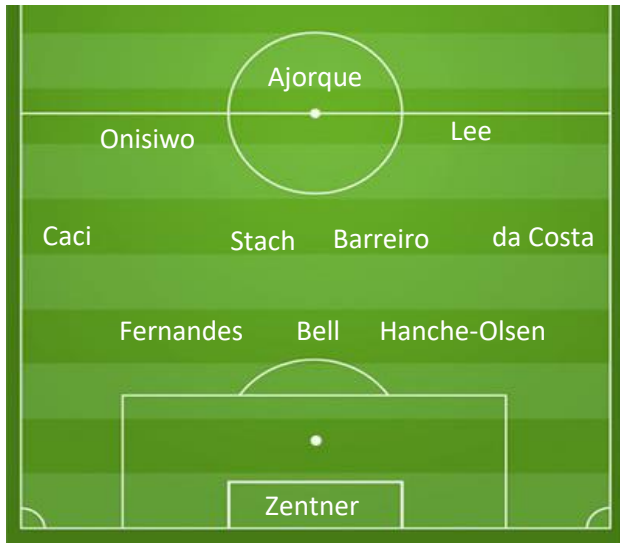 Ajorque
Onisiwo Lee
Caci Stach Barreiro da Costa
Fernandes Bell Hanche-Olsen
Zentner